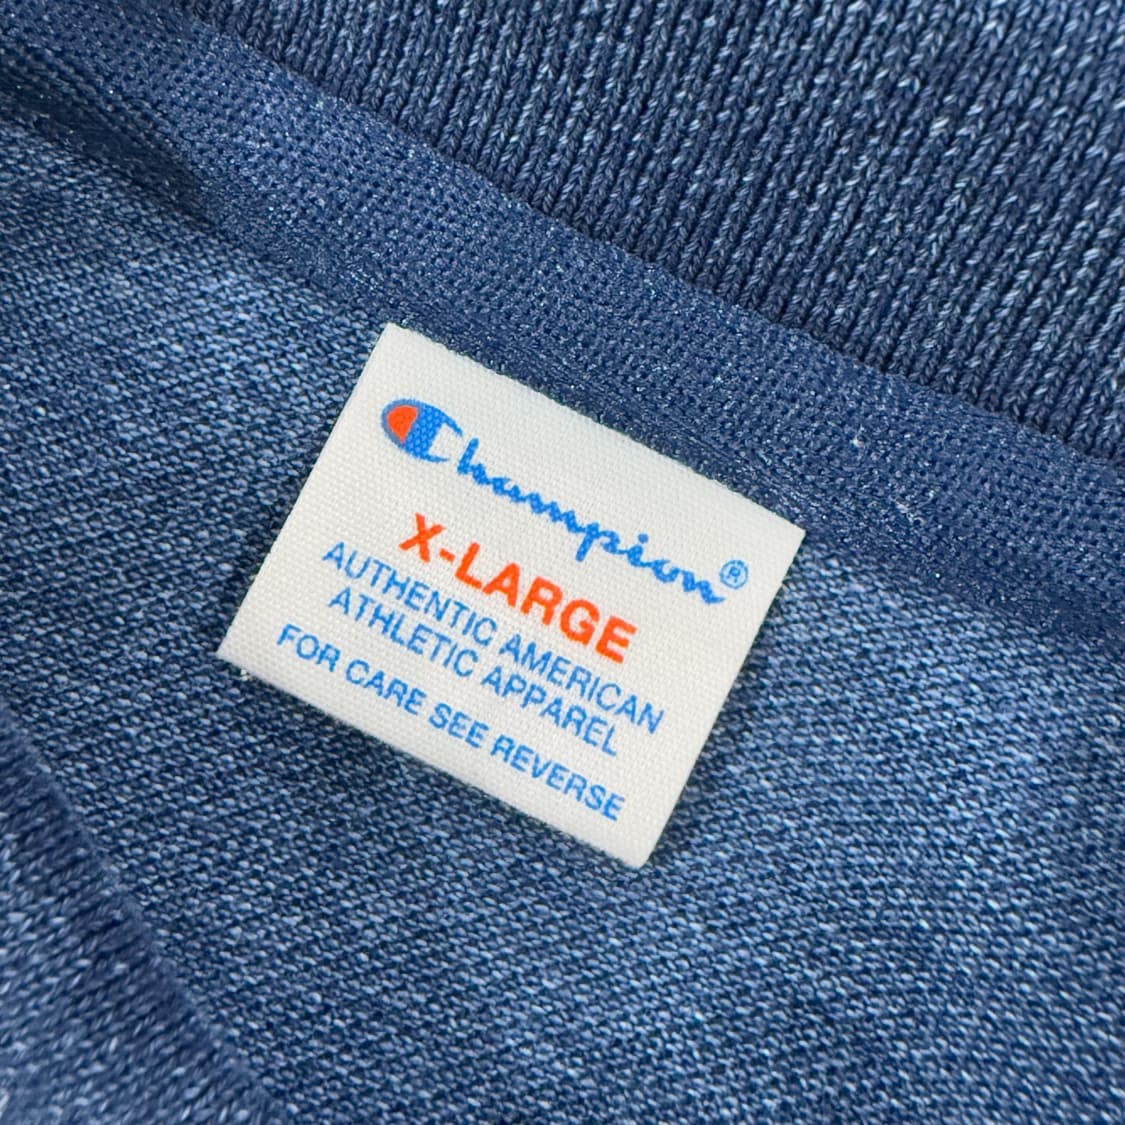 Champion®
X-LARGE
AUTHENTIC AMERICAN
ATHLETIC APPAREL
FOR CARE SEE REVERSE